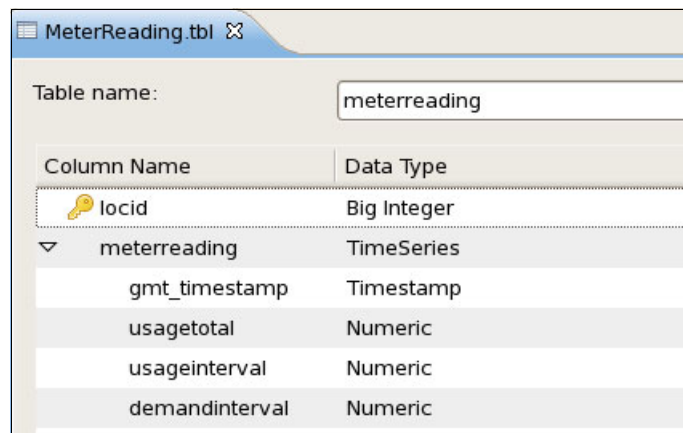 MeterReading.tbl
Table name: meterreading
Column Name Data Type
locid Big Integer
meterreading TimeSeries
gmt_timestamp Timestamp
usagetotal Numeric
usageinterval Numeric
demandinterval Numeric